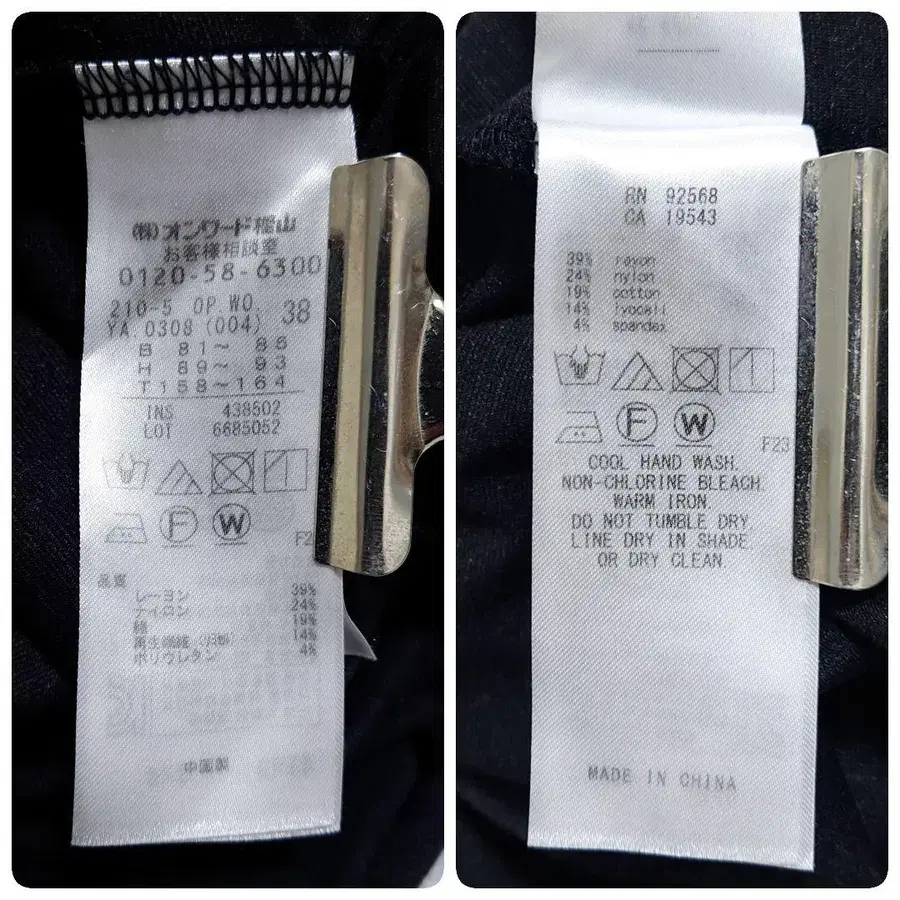 ㈱オンワード樫山
お客様相談室
0120-58-6300
210-5 OP WO.
YA.0308 (004) 38
B 81～ 85
H 89～ 93
T158～164
INS 438502
LOT 6685052
F W
F2
品質
レーヨン 39%
ナイロン 24%
綿 19%
再生繊維（リヨセル） 14%
ポリウレタン 4%
中国製
RN 92568
CA 19543
39% rayon
24% nylon
19% cotton
14% lyocell
4% spandex
F W
F23
COOL HAND WASH.
NON-CHLORINE BLEACH.
WARM IRON.
DO NOT TUMBLE DRY.
LINE DRY IN SHADE.
OR DRY CLEAN.
MADE IN CHINA